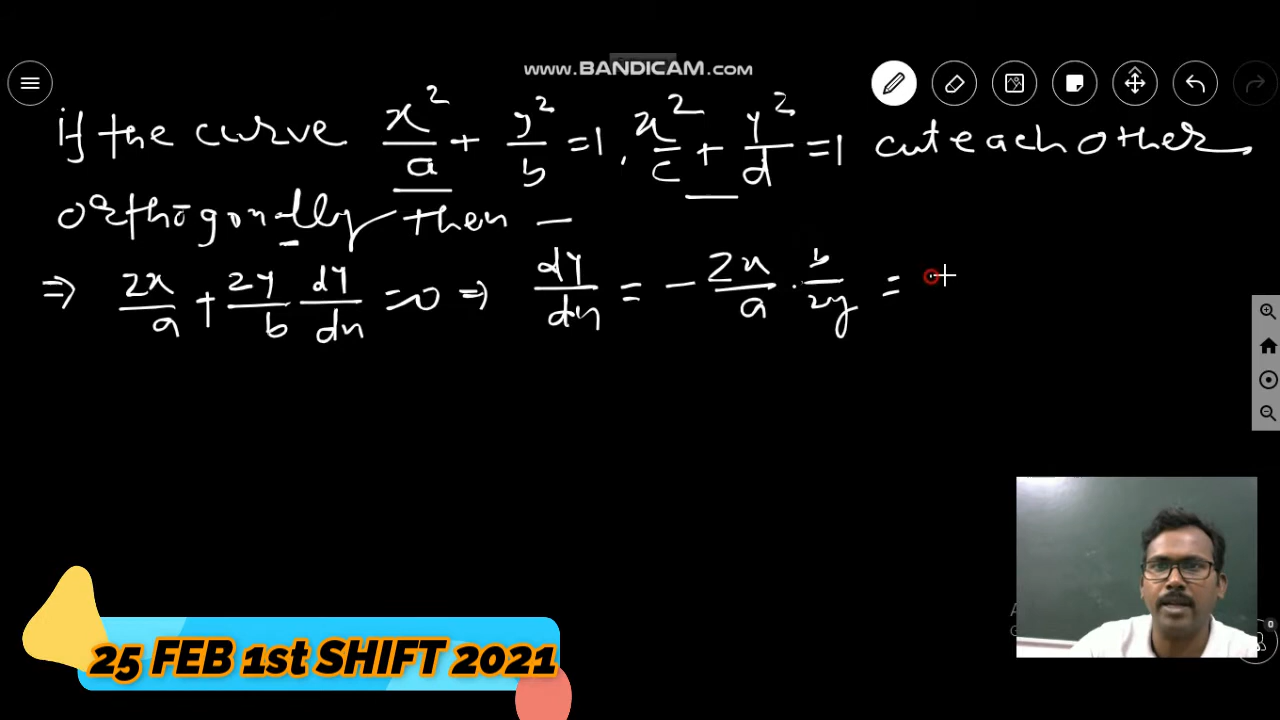 www.BANDICAM.com
If the curve x²/a + y²/b = 1, x²/c + y²/d = 1 cut each other
orthogonally then —
⇒ 2x/a + 2y/b dy/dx = 0 ⇒ dy/dx = - 2x/a · b/2y =
0
25 FEB 1st SHIFT 2021